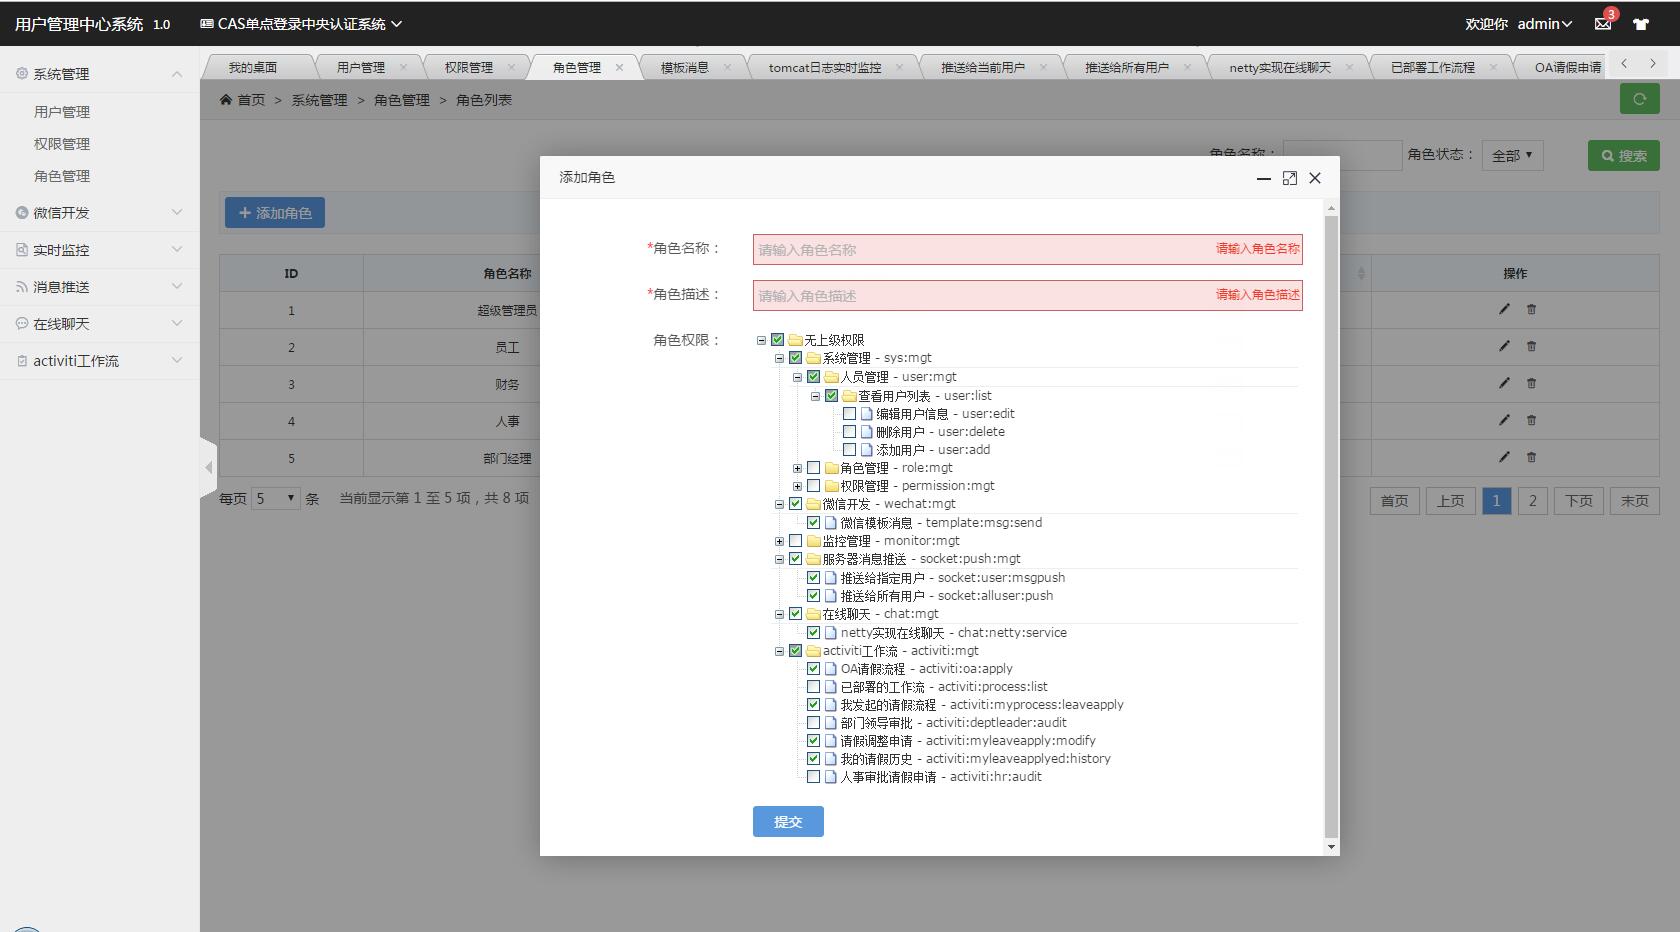 用户管理中心系统 1.0 CAS单点登录中央认证系统 欢迎你 admin 3
系统管理
用户管理
权限管理
角色管理
微信开发
实时监控
消息推送
在线聊天
activiti工作流
我的桌面 用户管理 权限管理 角色管理 模板消息 tomcat日志实时监控 推送给当前用户 推送给所有用户 netty实现在线聊天 已部署工作流程 OA请假申请
首页 > 系统管理 > 角色管理 > 角色列表
角色名称： 角色状态： 全部 搜索
添加角色
ID 角色名称 操作
1 超级管理员
2 员工
3 财务
4 人事
5 部门经理
每页 5 条 当前显示第 1 至 5 项，共 8 项 首页 上页 1 2 下页 末页
添加角色
*角色名称： 请输入角色名称 请输入角色名称
*角色描述： 请输入角色描述 请输入角色描述
角色权限： 无上级权限
系统管理 - sys:mgt
人员管理 - user:mgt
查看用户列表 - user:list
编辑用户信息 - user:edit
删除用户 - user:delete
添加用户 - user:add
角色管理 - role:mgt
权限管理 - permission:mgt
微信开发 - wechat:mgt
微信模板消息 - template:msg:send
监控管理 - monitor:mgt
服务器消息推送 - socket:push:mgt
推送给指定用户 - socket:user:msgpush
推送给所有用户 - socket:alluser:push
在线聊天 - chat:mgt
netty实现在线聊天 - chat:netty:service
activiti工作流 - activiti:mgt
OA请假流程 - activiti:oa:apply
已部署的工作流 - activiti:process:list
我发起的请假流程 - activiti:myprocess:leaveapply
部门领导审批 - activiti:deptleader:audit
请假调整申请 - activiti:myleaveapply:modify
我的请假历史 - activiti:myleaveapplyed:history
人事审批请假申请 - activiti:hr:audit
提交